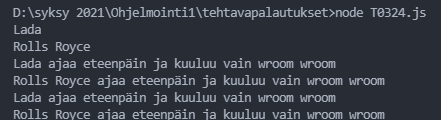 D:\syksy 2021\Ohjelmointi1\tehtavapalautukset>node T0324.js
Lada
Rolls Royce
Lada ajaa eteenpäin ja kuuluu vain wroom wroom
Rolls Royce ajaa eteenpäin ja kuuluu vain wroom wroom
Lada ajaa eteenpäin ja kuuluu vain wroom wroom
Rolls Royce ajaa eteenpäin ja kuuluu vain wroom wroom